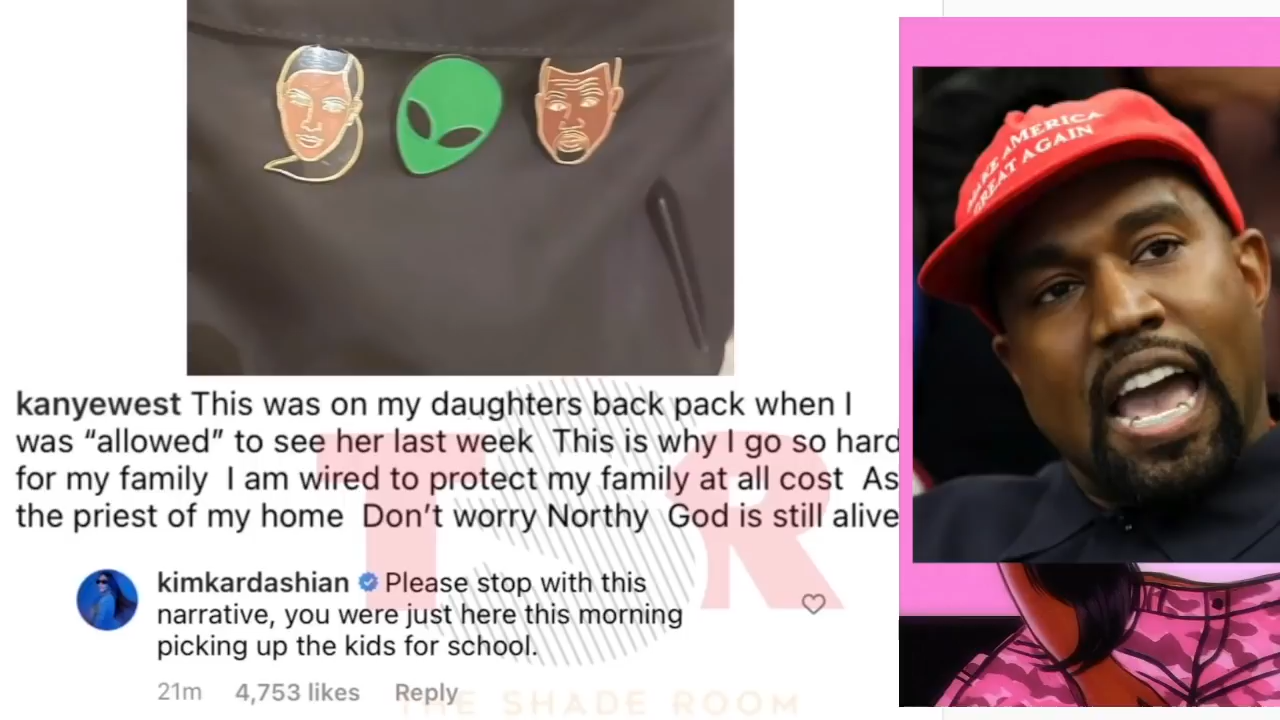 MAKE AMERICA
GREAT AGAIN
kanyewest This was on my daughters back pack when I
was “allowed” to see her last week This is why I go so hard
for my family I am wired to protect my family at all cost As
the priest of my home Don’t worry Northy God is still alive
kimkardashian Please stop with this
narrative, you were just here this morning
picking up the kids for school.
21m 4,753 likes Reply
TSR
THE SHADE ROOM